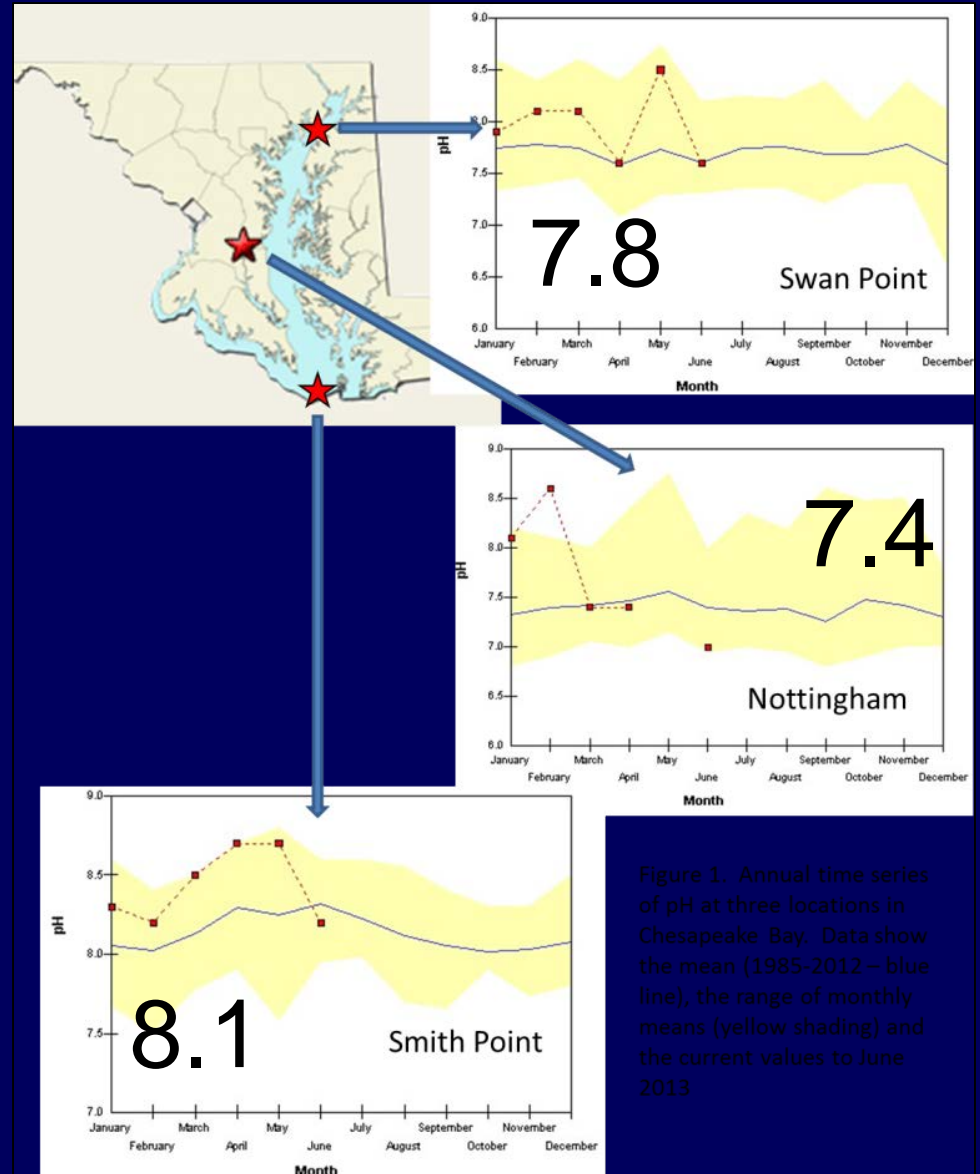 9.0
8.5
8.0
7.5
7.0
6.5
6.0
pH
7.8
Swan Point
January March May July September November
February April June August October December
Month
9.0
8.5
8.0
7.5
7.0
6.5
6.0
pH
7.4
Nottingham
January March May July September November
February April June August October December
Month
9.0
8.5
8.0
7.5
7.0
pH
8.1
Smith Point
January March May July September November
February April June August October December
Month
Figure 1. Annual time series
of pH at three locations in
Chesapeake Bay. Data show
the mean (1985-2012 – blue
line), the range of monthly
means (yellow shading) and
the current values to June
2013